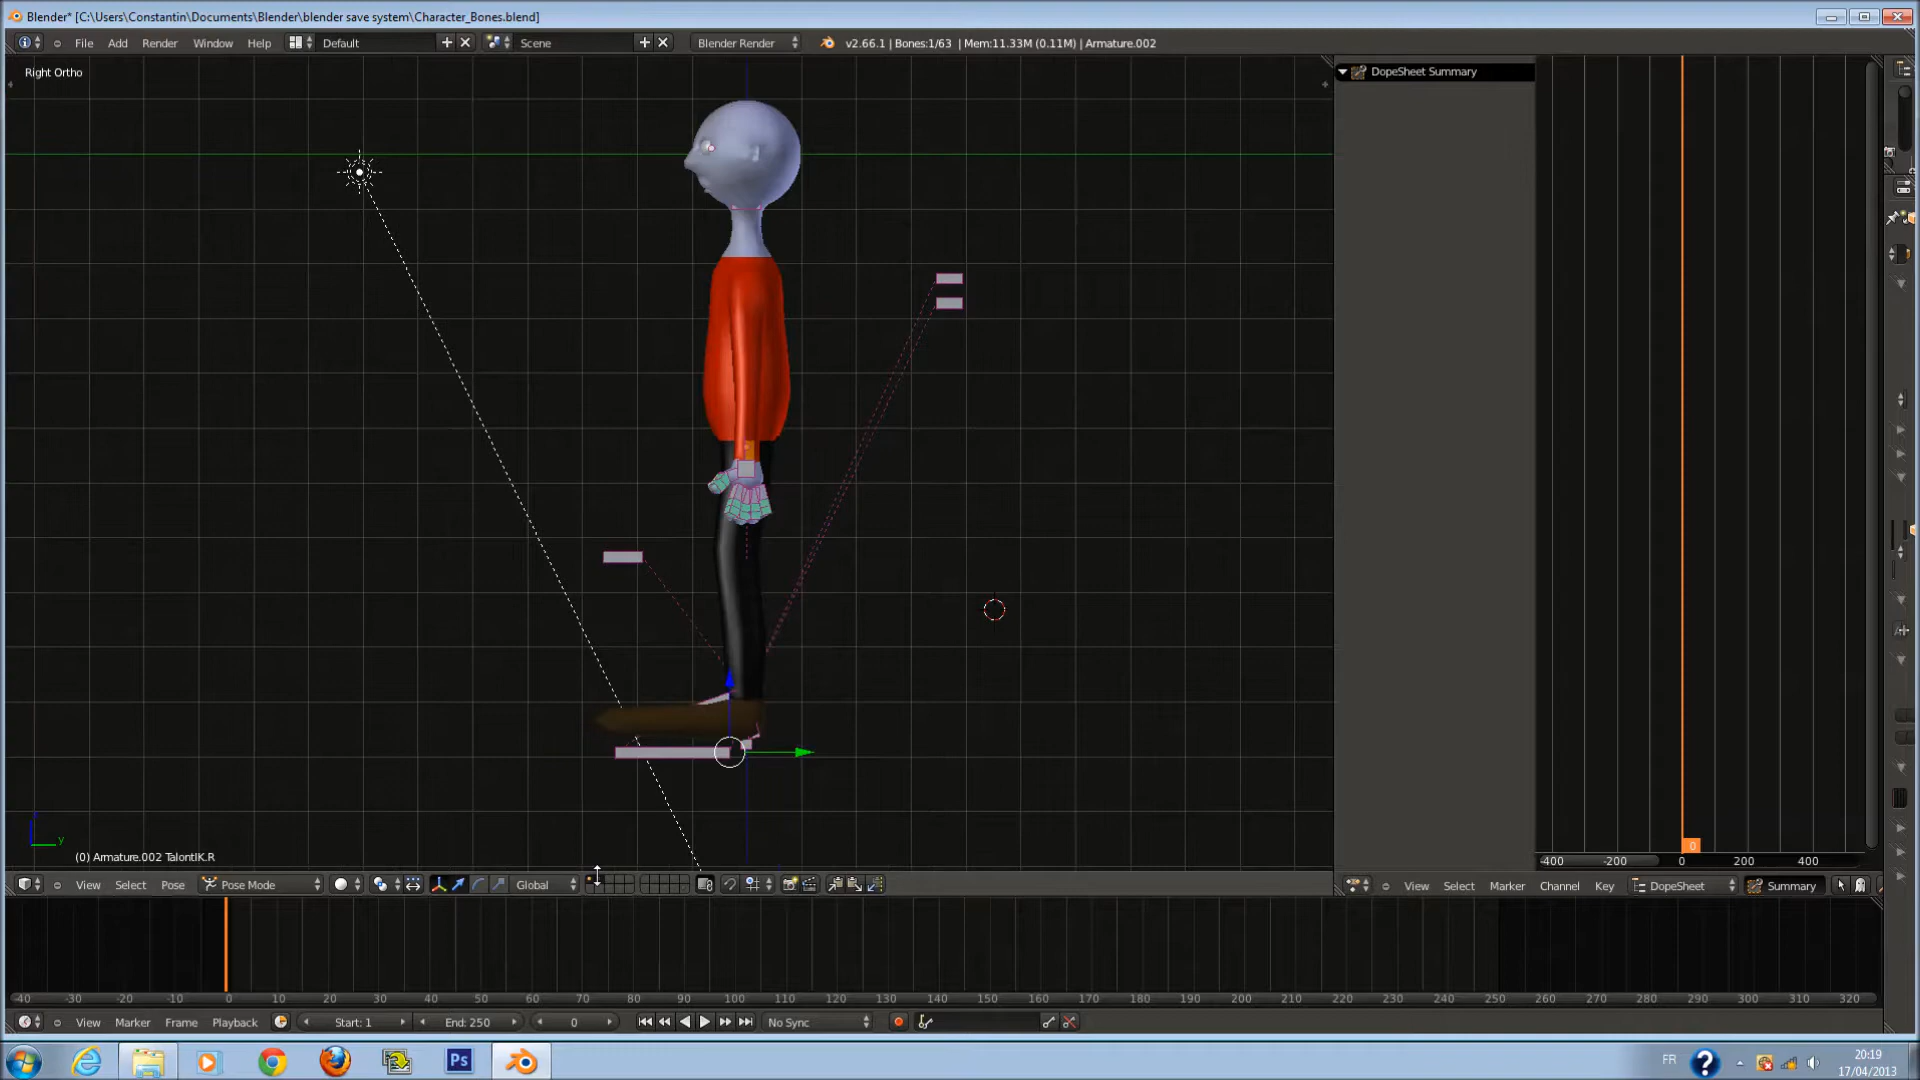 Blender* [C:\Users\Constantin\Documents\Blender\blender save system\Character_Bones.blend]
File Add Render Window Help Default Scene Blender Render v2.66.1 | Bones:1/63 | Mem:11.33M (0.11M) | Armature.002
Right Ortho
DopeSheet Summary
y
(0) Armature.002 TalontIK.R
0
-400 -200 0 200 400
View Select Pose Pose Mode Global
View Select Marker Channel Key DopeSheet Summary
-40 -30 -20 -10 0 10 20 30 40 50 60 70 80 90 100 110 120 130 140 150 160 170 180 190 200 210 220 230 240 250 260 270 280 290 300 310 320
View Marker Frame Playback Start: 1 End: 250 0 No Sync
Ps FR ? 20:19
17/04/2013